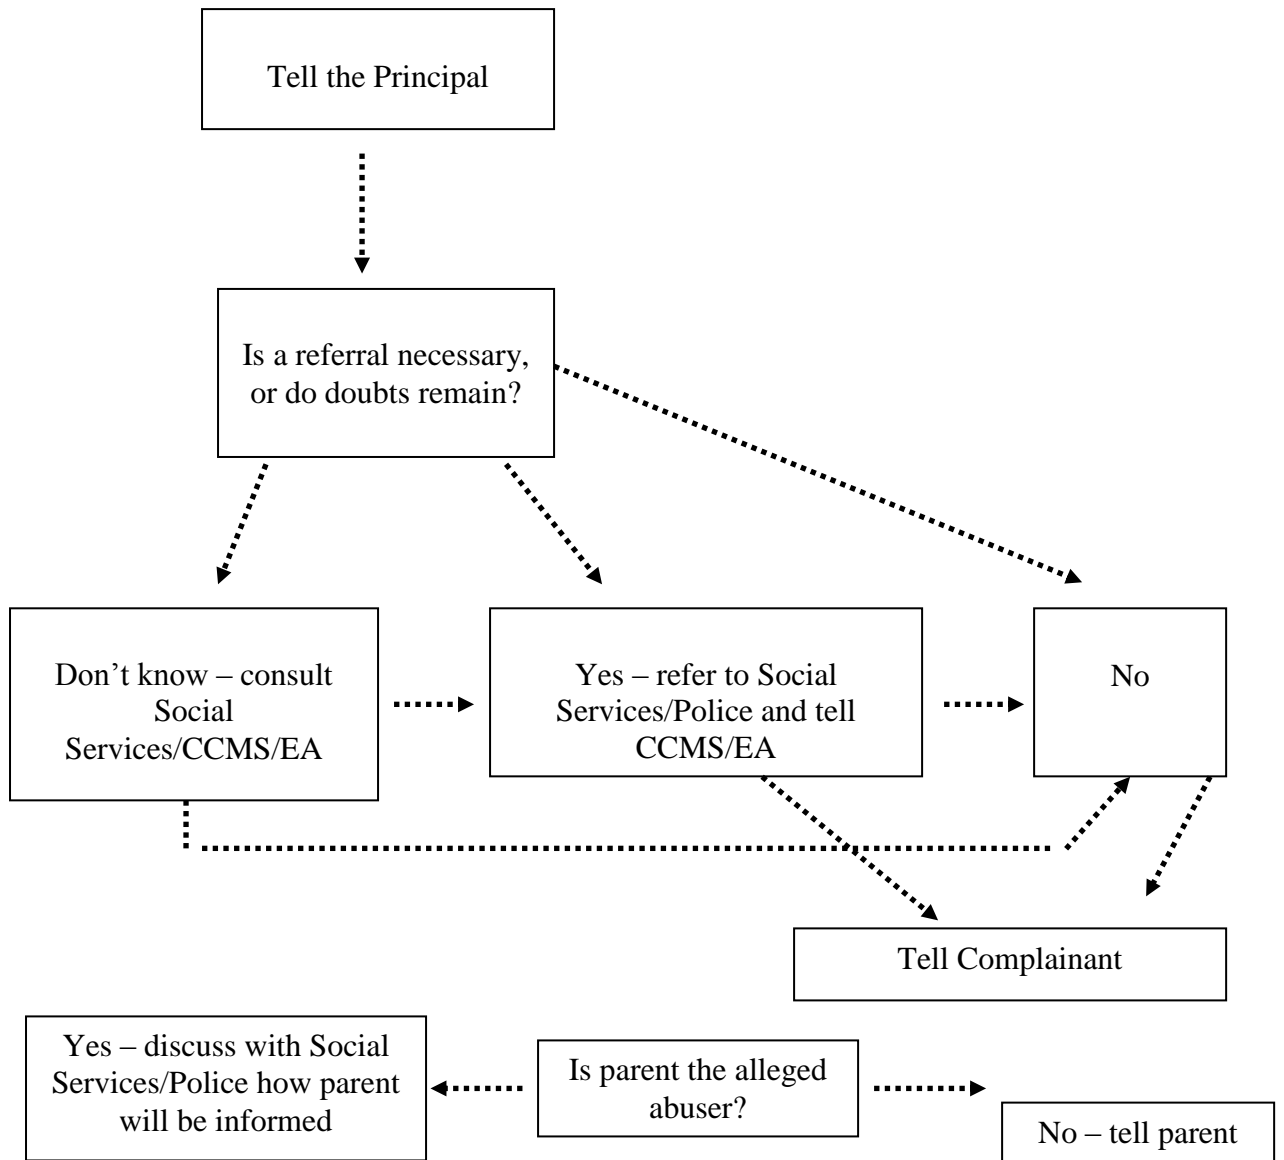 Tell the Principal
Is a referral necessary,
or do doubts remain?
Don’t know – consult
Social
Services/CCMS/EA
Yes – refer to Social
Services/Police and tell
CCMS/EA
No
Tell Complainant
Yes – discuss with Social
Services/Police how parent
will be informed
Is parent the alleged
abuser?
No – tell parent